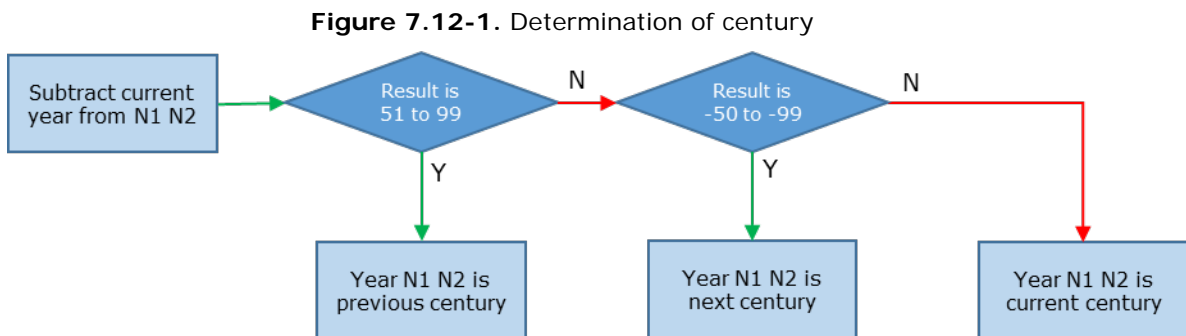 Figure 7.12-1. Determination of century
Subtract current
year from N1 N2
Result is
51 to 99
N
Result is
-50 to -99
N
Y
Y
Year N1 N2 is
previous century
Year N1 N2 is
next century
Year N1 N2 is
current century